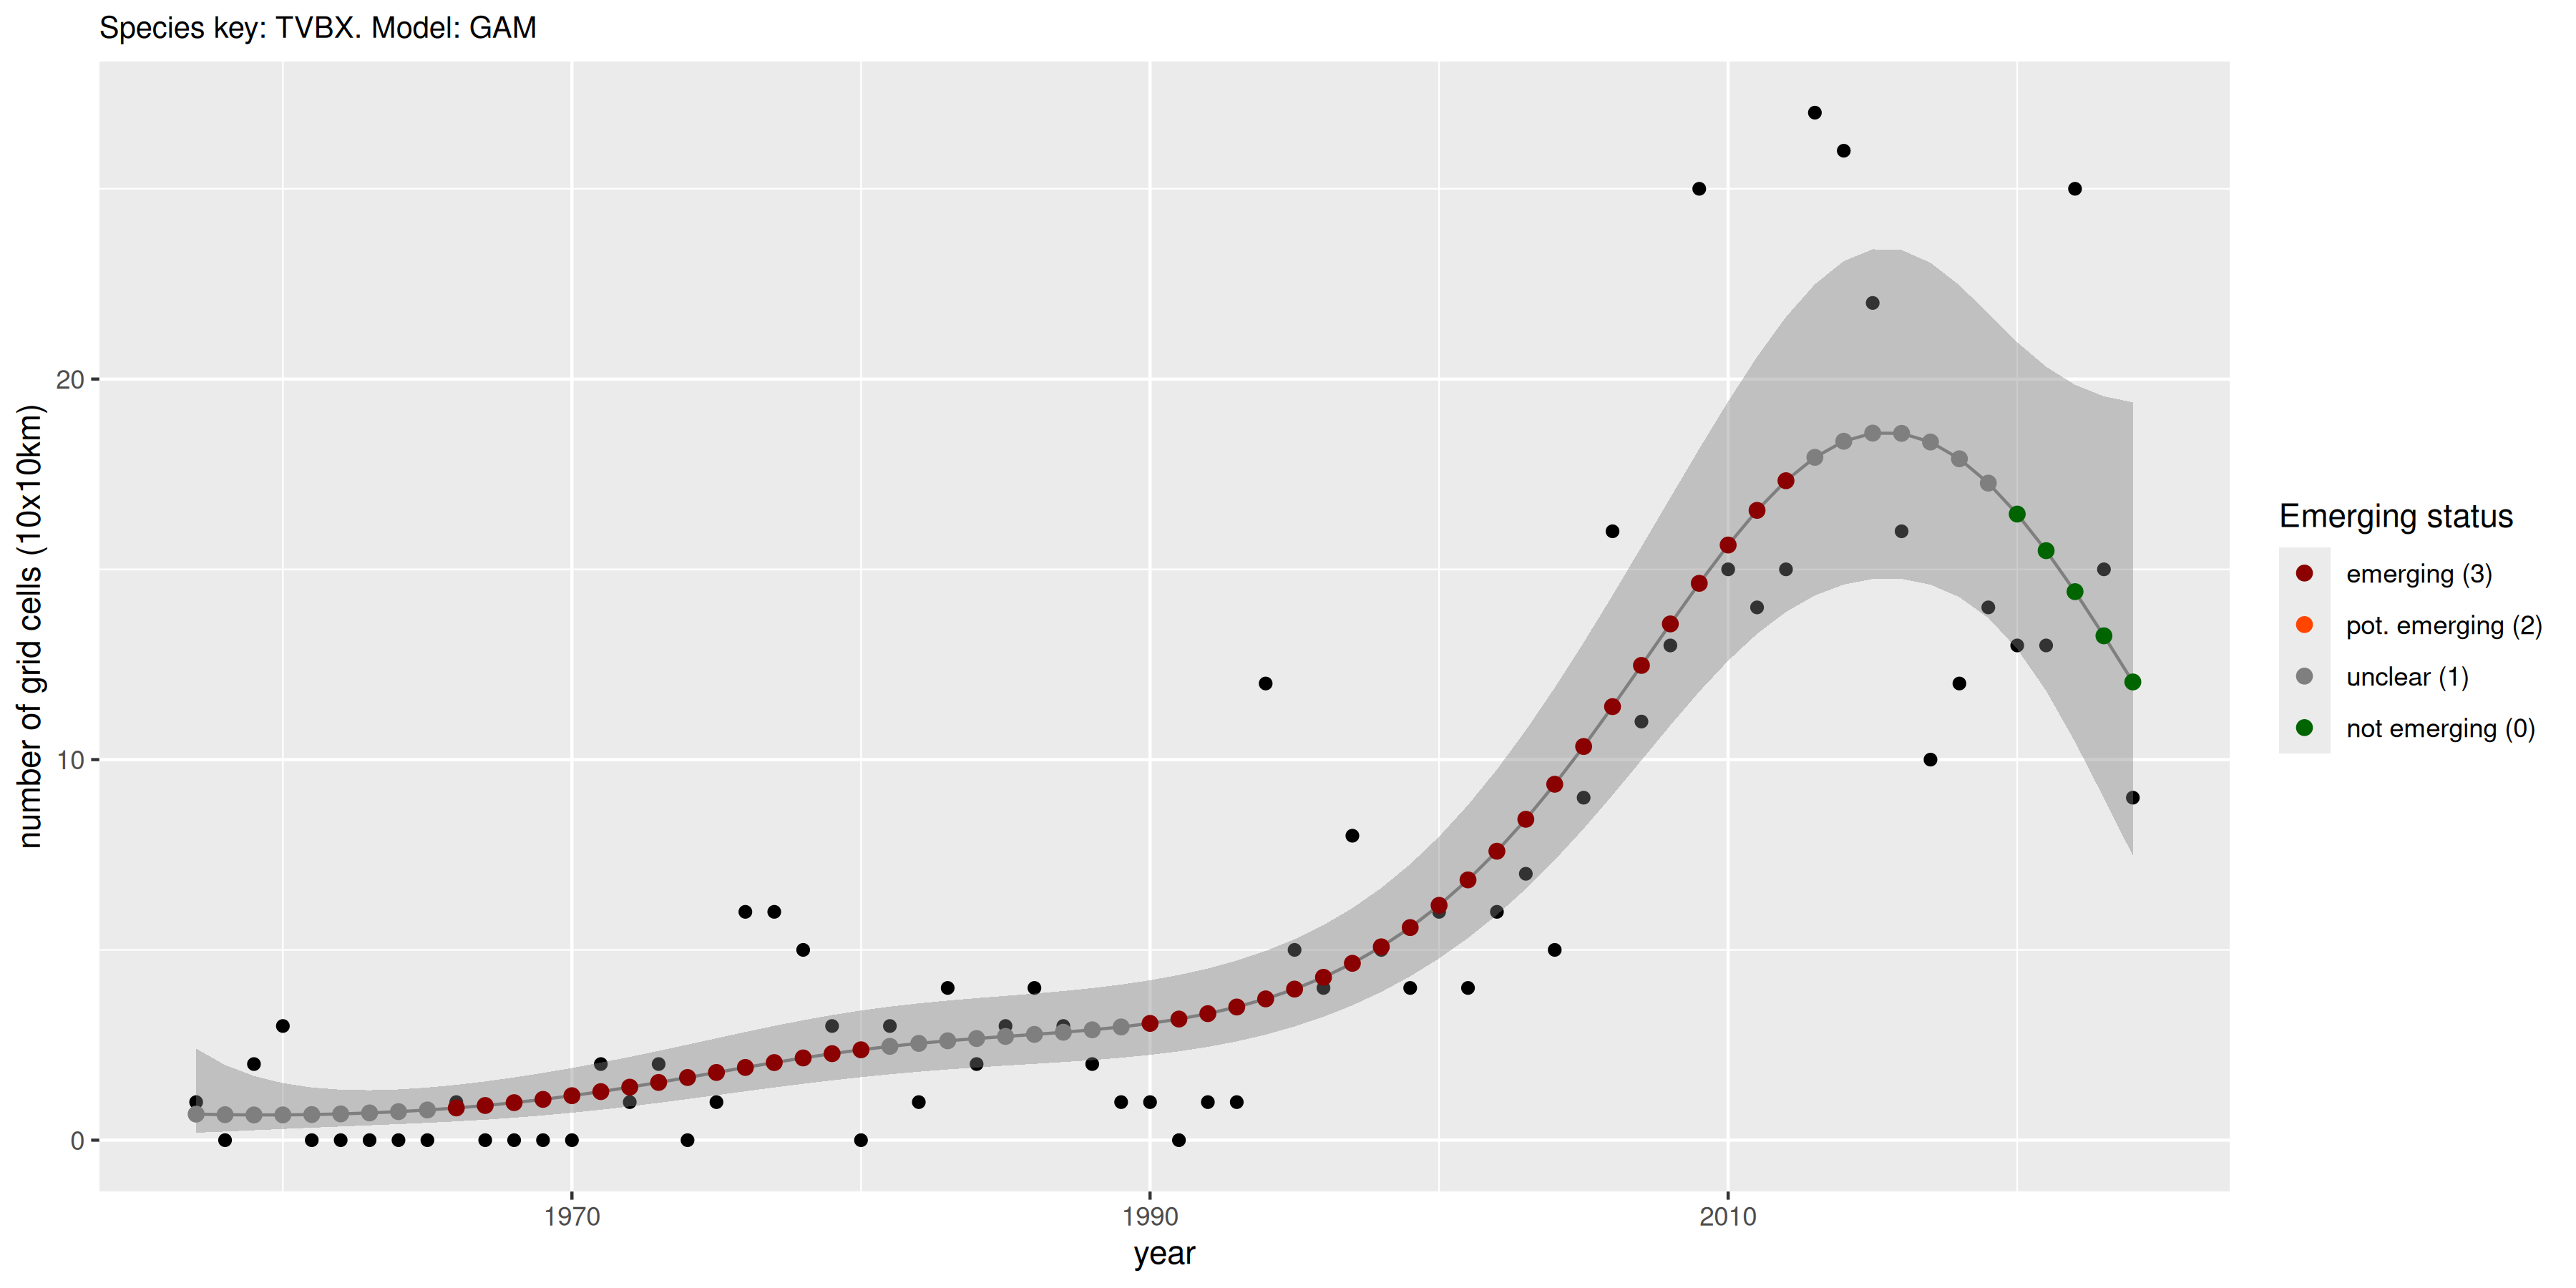 Species key: TVBX. Model: GAM
number of grid cells (10x10km)
20
10
0
1970
1990
2010
year
Emerging status
emerging (3)
pot. emerging (2)
unclear (1)
not emerging (0)